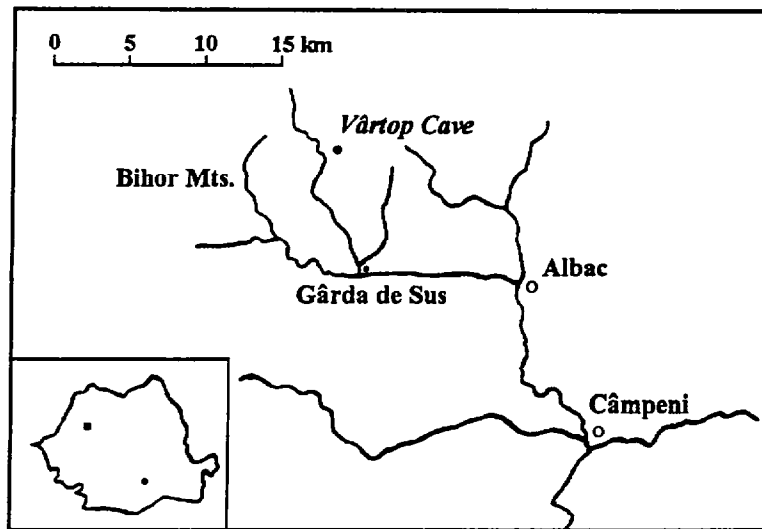 0 5 10 15 km
Vârtop Cave
Bihor Mts.
Albac
Gârda de Sus
Câmpeni